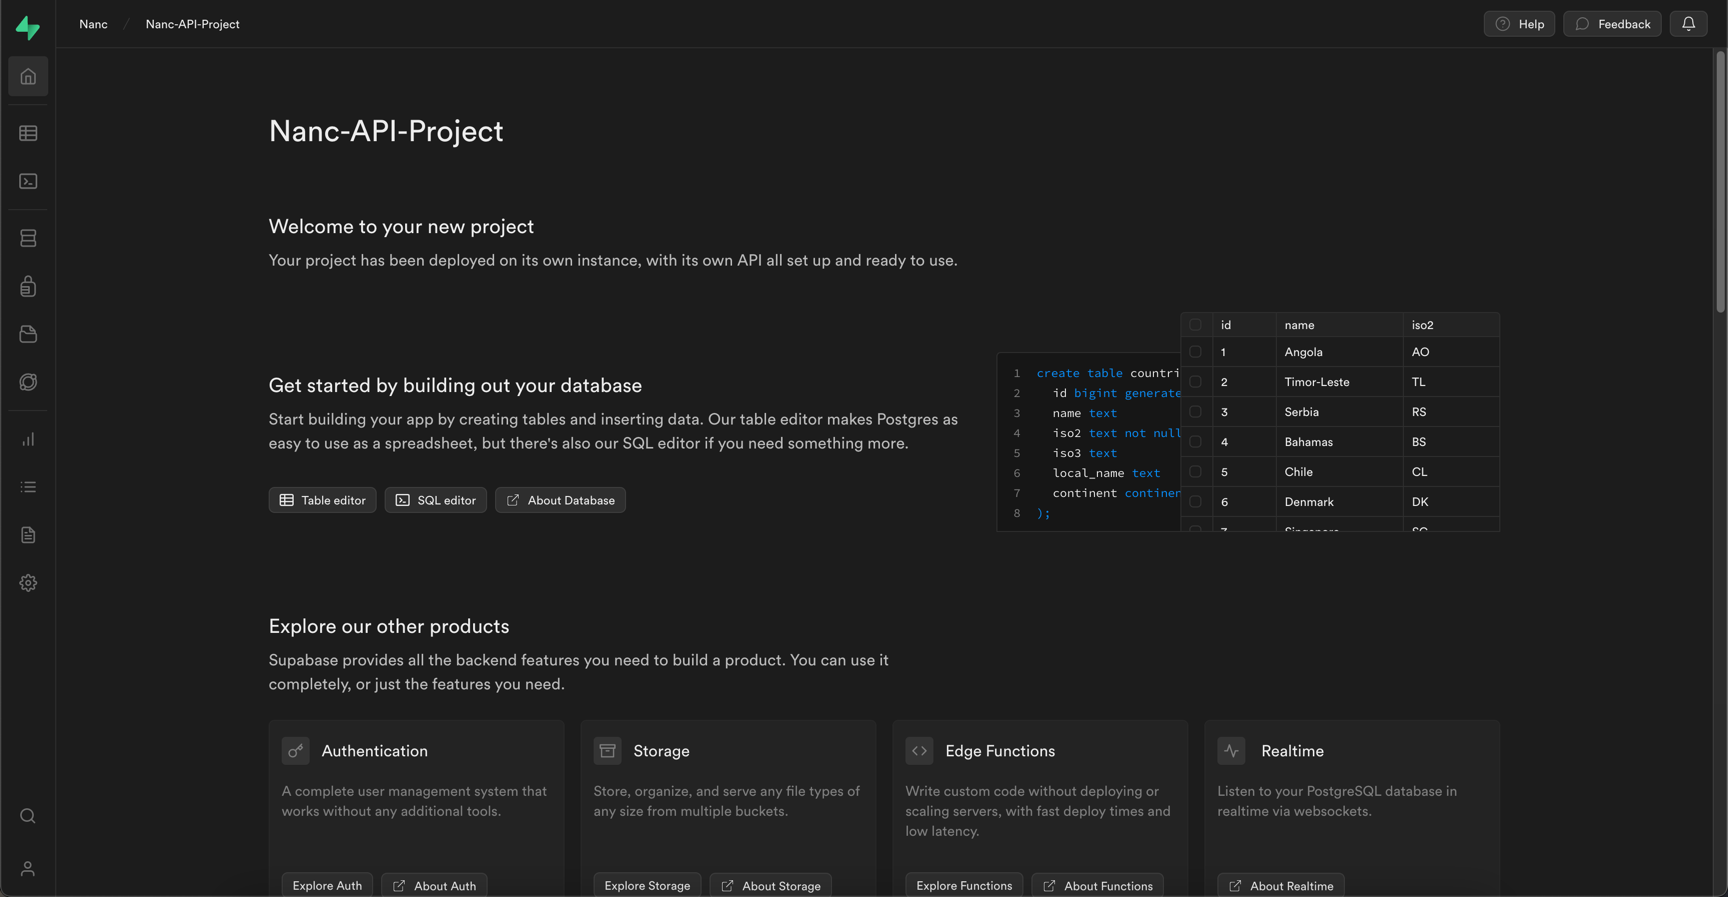 Nanc / Nanc-API-Project
Help
Feedback
Nanc-API-Project
Welcome to your new project
Your project has been deployed on its own instance, with its own API all set up and ready to use.
Get started by building out your database
Start building your app by creating tables and inserting data. Our table editor makes Postgres as
easy to use as a spreadsheet, but there's also our SQL editor if you need something more.
Table editor
SQL editor
About Database
1 create table countri
2 id bigint generate
3 name text
4 iso2 text not null
5 iso3 text
6 local_name text
7 continent continen
8 );
id name iso2
1 Angola AO
2 Timor-Leste TL
3 Serbia RS
4 Bahamas BS
5 Chile CL
6 Denmark DK
7 Singapore SG
Explore our other products
Supabase provides all the backend features you need to build a product. You can use it
completely, or just the features you need.
Authentication
A complete user management system that
works without any additional tools.
Explore Auth
About Auth
Storage
Store, organize, and serve any file types of
any size from multiple buckets.
Explore Storage
About Storage
Edge Functions
Write custom code without deploying or
scaling servers, with fast deploy times and
low latency.
Explore Functions
About Functions
Realtime
Listen to your PostgreSQL database in
realtime via websockets.
About Realtime